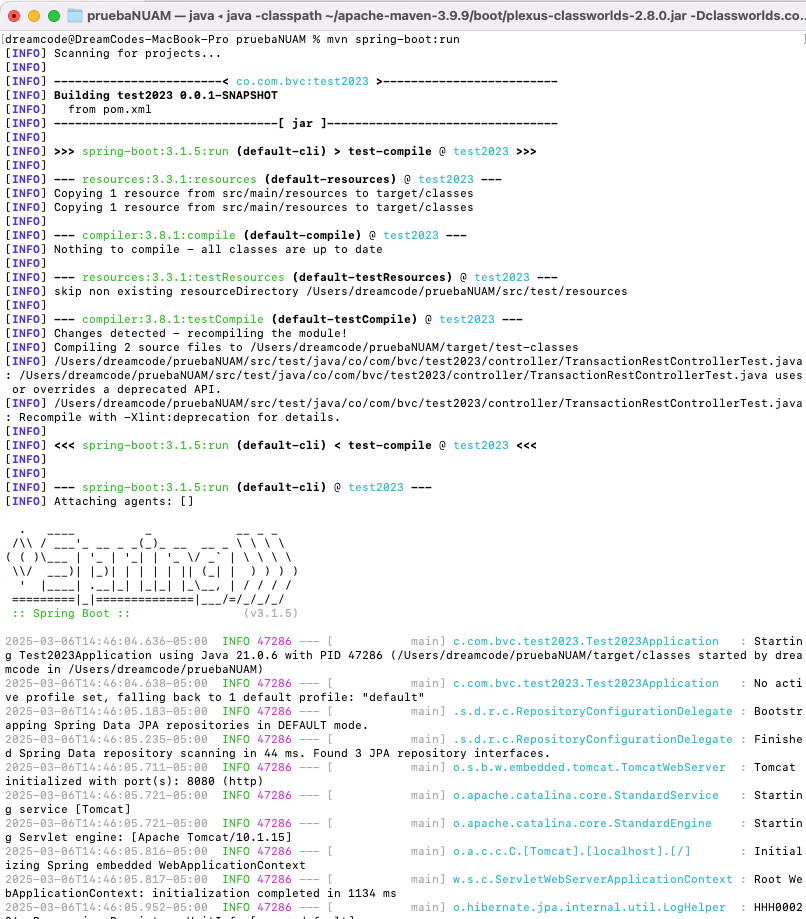 pruebaNUAM — java ◂ java -classpath ~/apache-maven-3.9.9/boot/plexus-classworlds-2.8.0.jar -Dclassworlds.co...
[dreamcode@DreamCodes-MacBook-Pro pruebaNUAM % mvn spring-boot:run ]
[INFO] Scanning for projects...
[INFO]
[INFO] -----------------------< co.com.bvc:test2023 >------------------------
[INFO] Building test2023 0.0.1-SNAPSHOT
[INFO]   from pom.xml
[INFO] --------------------------------[ jar ]---------------------------------
[INFO]
[INFO] >>> spring-boot:3.1.5:run (default-cli) > test-compile @ test2023 >>>
[INFO]
[INFO] --- resources:3.3.1:resources (default-resources) @ test2023 ---
[INFO] Copying 1 resource from src/main/resources to target/classes
[INFO] Copying 1 resource from src/main/resources to target/classes
[INFO]
[INFO] --- compiler:3.8.1:compile (default-compile) @ test2023 ---
[INFO] Nothing to compile - all classes are up to date
[INFO]
[INFO] --- resources:3.3.1:testResources (default-testResources) @ test2023 ---
[INFO] skip non existing resourceDirectory /Users/dreamcode/pruebaNUAM/src/test/resources
[INFO]
[INFO] --- compiler:3.8.1:testCompile (default-testCompile) @ test2023 ---
[INFO] Changes detected - recompiling the module!
[INFO] Compiling 2 source files to /Users/dreamcode/pruebaNUAM/target/test-classes
[INFO] /Users/dreamcode/pruebaNUAM/src/test/java/co/com/bvc/test2023/controller/TransactionRestControllerTest.java
: /Users/dreamcode/pruebaNUAM/src/test/java/co/com/bvc/test2023/controller/TransactionRestControllerTest.java uses
 or overrides a deprecated API.
[INFO] /Users/dreamcode/pruebaNUAM/src/test/java/co/com/bvc/test2023/controller/TransactionRestControllerTest.java
: Recompile with -Xlint:deprecation for details.
[INFO]
[INFO] <<< spring-boot:3.1.5:run (default-cli) < test-compile @ test2023 <<<
[INFO]
[INFO]
[INFO] --- spring-boot:3.1.5:run (default-cli) @ test2023 ---
[INFO] Attaching agents: []
:: Spring Boot ::                (v3.1.5)
2025-03-06T14:46:04.636-05:00  INFO 47286 --- [           main] c.com.bvc.test2023.Test2023Application   : Startin
g Test2023Application using Java 21.0.6 with PID 47286 (/Users/dreamcode/pruebaNUAM/target/classes started by drea
mcode in /Users/dreamcode/pruebaNUAM)
2025-03-06T14:46:04.638-05:00  INFO 47286 --- [           main] c.com.bvc.test2023.Test2023Application   : No acti
ve profile set, falling back to 1 default profile: "default"
2025-03-06T14:46:05.183-05:00  INFO 47286 --- [           main] .s.d.r.c.RepositoryConfigurationDelegate : Bootstr
apping Spring Data JPA repositories in DEFAULT mode.
2025-03-06T14:46:05.235-05:00  INFO 47286 --- [           main] .s.d.r.c.RepositoryConfigurationDelegate : Finishe
d Spring Data repository scanning in 44 ms. Found 3 JPA repository interfaces.
2025-03-06T14:46:05.711-05:00  INFO 47286 --- [           main] o.s.b.w.embedded.tomcat.TomcatWebServer  : Tomcat
initialized with port(s): 8080 (http)
2025-03-06T14:46:05.721-05:00  INFO 47286 --- [           main] o.apache.catalina.core.StandardService   : Startin
g service [Tomcat]
2025-03-06T14:46:05.721-05:00  INFO 47286 --- [           main] o.apache.catalina.core.StandardEngine    : Startin
g Servlet engine: [Apache Tomcat/10.1.15]
2025-03-06T14:46:05.816-05:00  INFO 47286 --- [           main] o.a.c.c.C.[Tomcat].[localhost].[/]       : Initial
izing Spring embedded WebApplicationContext
2025-03-06T14:46:05.817-05:00  INFO 47286 --- [           main] w.s.c.ServletWebServerApplicationContext : Root We
bApplicationContext: initialization completed in 1134 ms
2025-03-06T14:46:05.952-05:00  INFO 47286 --- [           main] o.hibernate.jpa.internal.util.LogHelper  : HHH0002